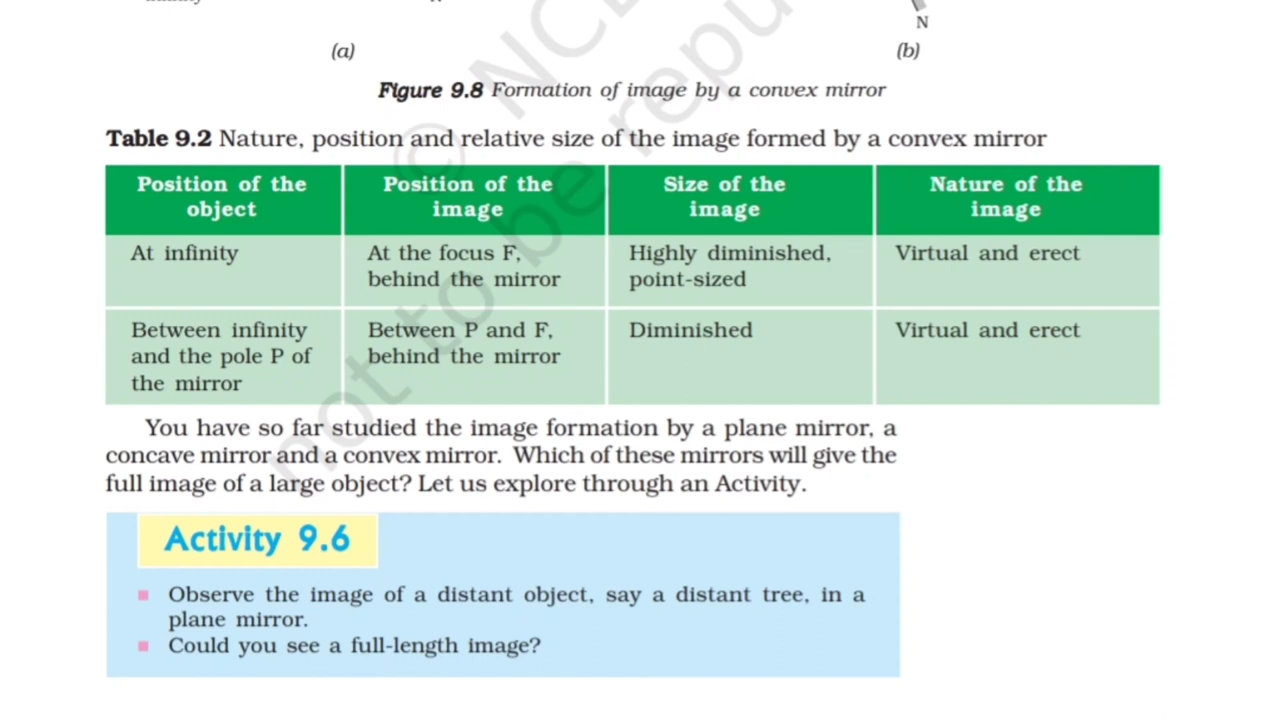 N
(a)
(b)
Figure 9.8 Formation of image by a convex mirror
Table 9.2 Nature, position and relative size of the image formed by a convex mirror
Position of the object
Position of the image
Size of the image
Nature of the image
At infinity
At the focus F, behind the mirror
Highly diminished, point-sized
Virtual and erect
Between infinity and the pole P of the mirror
Between P and F, behind the mirror
Diminished
Virtual and erect
You have so far studied the image formation by a plane mirror, a
concave mirror and a convex mirror. Which of these mirrors will give the
full image of a large object? Let us explore through an Activity.
Activity 9.6
Observe the image of a distant object, say a distant tree, in a
plane mirror.
Could you see a full-length image?
not to be repu